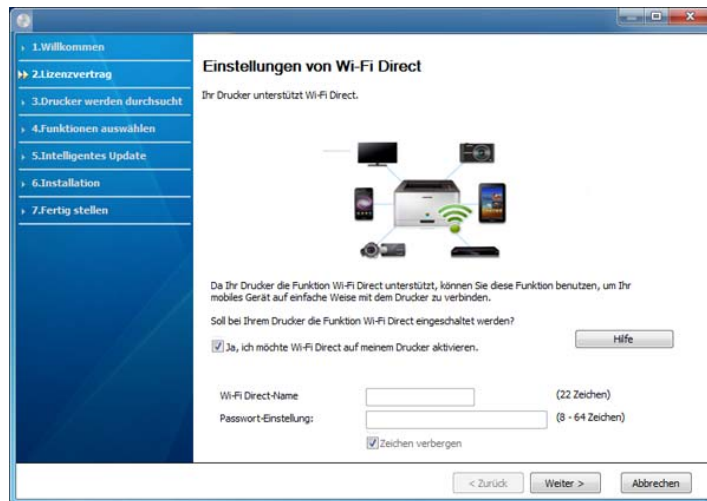 1.Willkommen
2.Lizenzvertrag
3.Drucker werden durchsucht
4.Funktionen auswählen
5.Intelligentes Update
6.Installation
7.Fertig stellen
Einstellungen von Wi-Fi Direct
Ihr Drucker unterstützt Wi-Fi Direct.
Da Ihr Drucker die Funktion Wi-Fi Direct unterstützt, können Sie diese Funktion benutzen, um Ihr
mobiles Gerät auf einfache Weise mit dem Drucker zu verbinden.
Soll bei Ihrem Drucker die Funktion Wi-Fi Direct eingeschaltet werden?
Hilfe
Ja, ich möchte Wi-Fi Direct auf meinem Drucker aktivieren.
Wi-Fi Direct-Name (22 Zeichen)
Passwort-Einstellung: (8 - 64 Zeichen)
Zeichen verbergen
< Zurück Weiter > Abbrechen